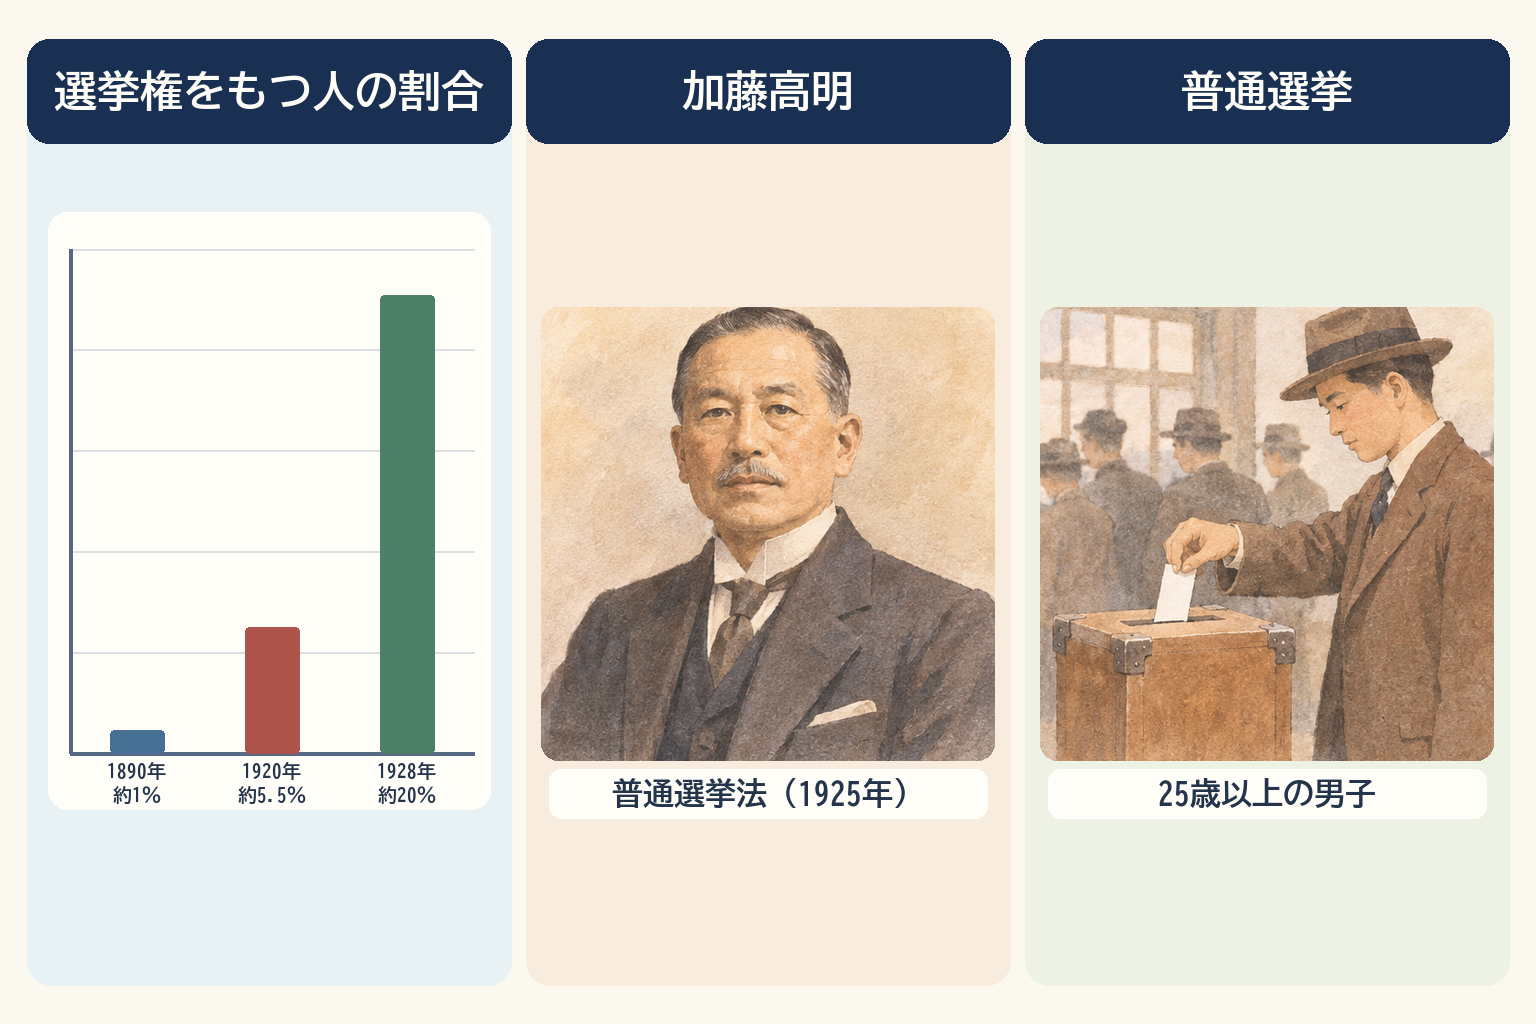 選挙権をもつ人の割合
1890年
約1%
1920年
約5.5%
1928年
約20%
加藤高明
普通選挙法（1925年）
普通選挙
25歳以上の男子